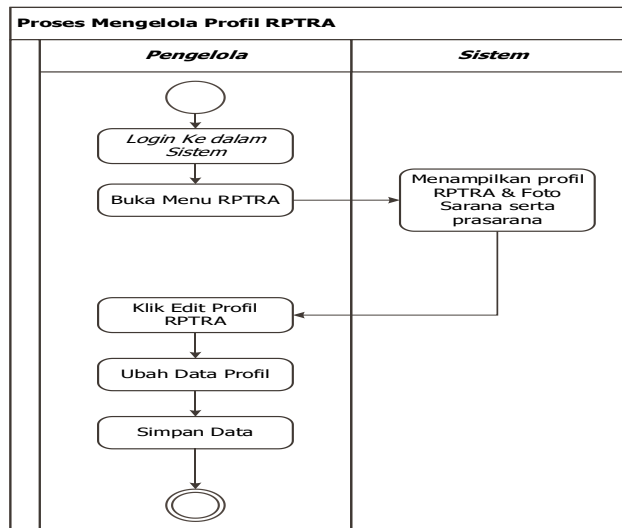 Proses Mengelola Profil RPTRA
Pengelola
Sistem
Login Ke dalam
Sistem
Buka Menu RPTRA
Menampilkan profil
RPTRA & Foto
Sarana serta
prasarana
Klik Edit Profil
RPTRA
Ubah Data Profil
Simpan Data